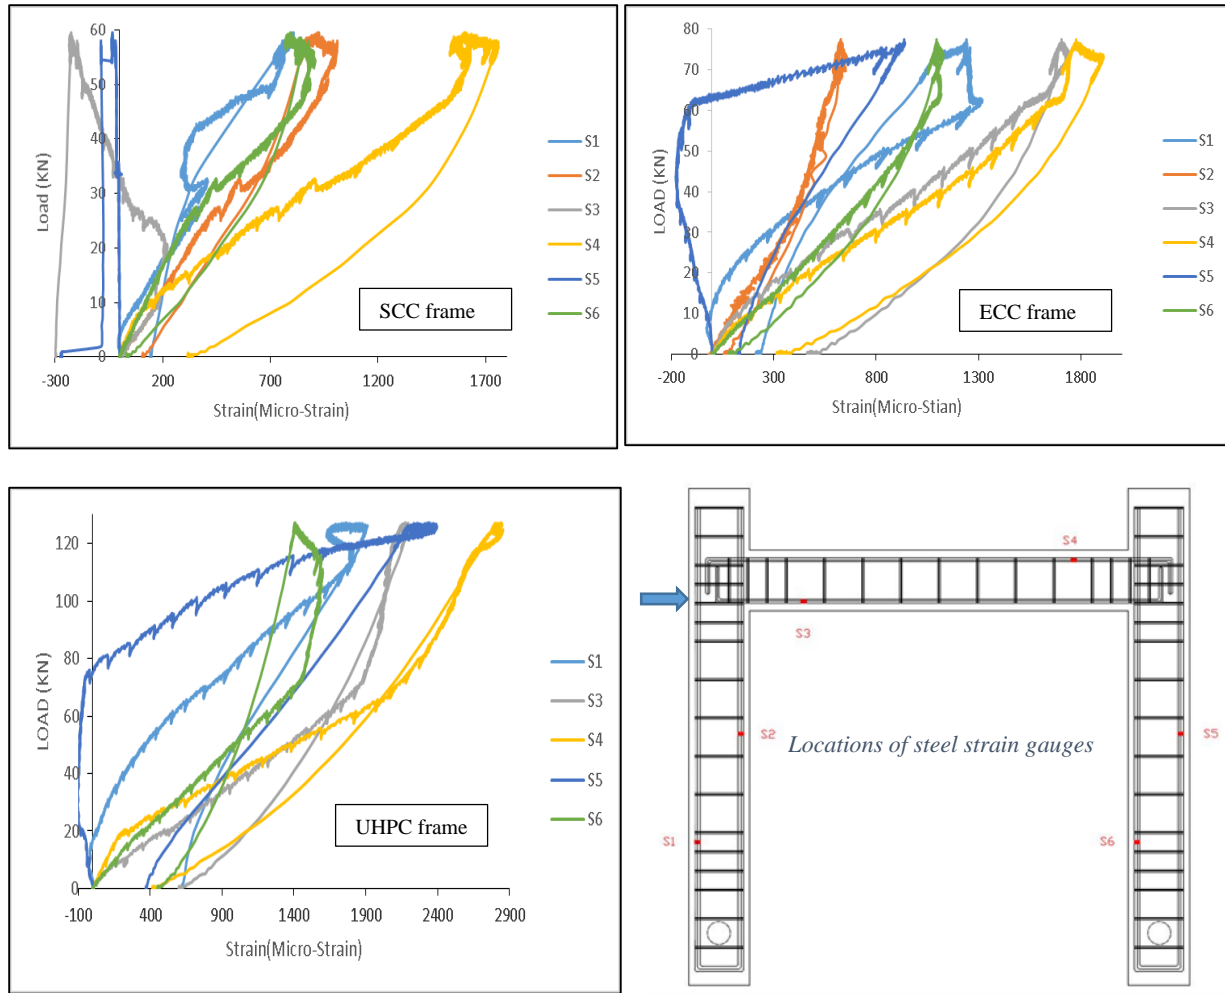 60
50
40
30
20
10
0
-300
200
700
1200
1700
Load (KN)
Strain(Micro-Strain)
SCC frame
S1
S2
S3
S4
S5
S6
80
70
60
50
40
30
20
10
0
-200
300
800
1300
1800
LOAD (KN)
Strain(Micro-Stian)
ECC frame
S1
S2
S3
S4
S5
S6
120
100
80
60
40
20
0
-100
400
900
1400
1900
2400
2900
LOAD (KN)
Strain(Micro-Strain)
UHPC frame
S1
S3
S4
S5
S6
S4
S3
S2
Locations of steel strain gauges
S5
S1
S6